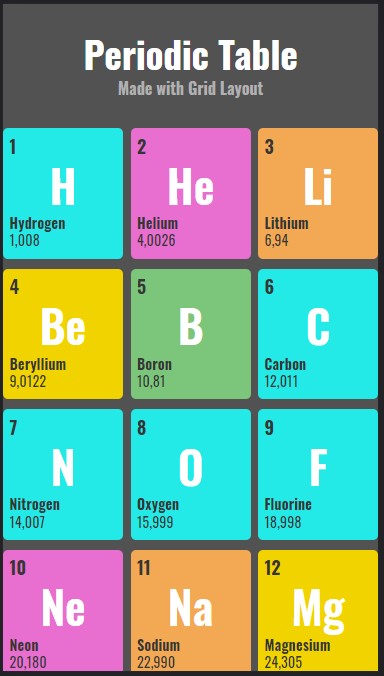 Periodic Table
Made with Grid Layout
1
H
Hydrogen
1,008
2
He
Helium
4,0026
3
Li
Lithium
6,94
4
Be
Beryllium
9,0122
5
B
Boron
10,81
6
C
Carbon
12,011
7
N
Nitrogen
14,007
8
O
Oxygen
15,999
9
F
Fluorine
18,998
10
Ne
Neon
20,180
11
Na
Sodium
22,990
12
Mg
Magnesium
24,305